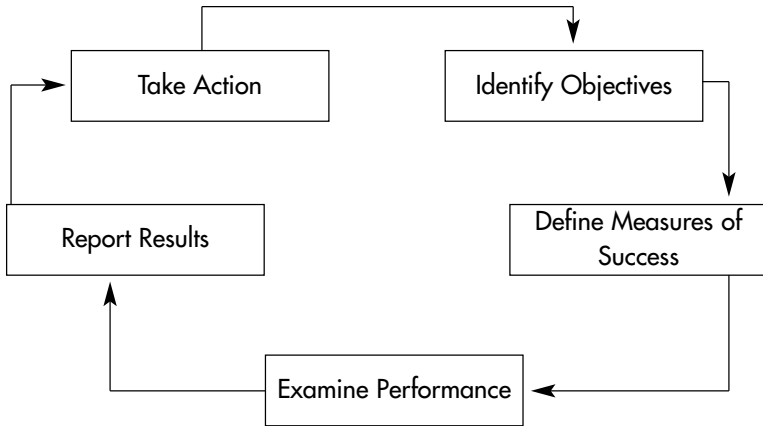 Take Action
Identify Objectives
Report Results
Define Measures of
Success
Examine Performance